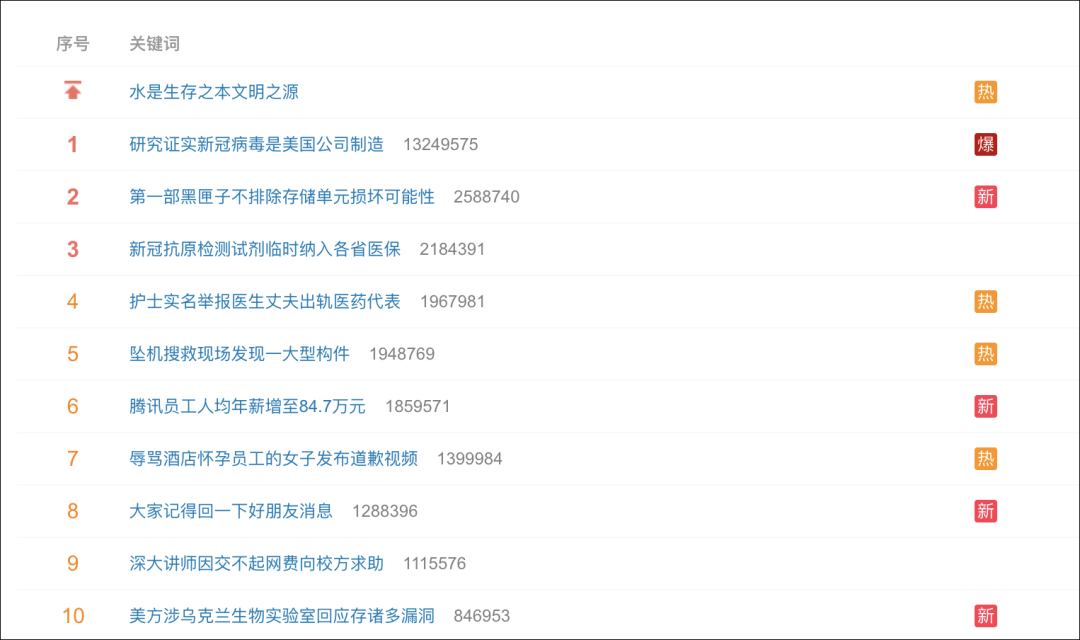 序号 关键词
水是生存之本文明之源 热
1 研究证实新冠病毒是美国公司制造 13249575 爆
2 第一部黑匣子不排除存储单元损坏可能性 2588740 新
3 新冠抗原检测试剂临时纳入各省医保 2184391
4 护士实名举报医生丈夫出轨医药代表 1967981 热
5 坠机搜救现场发现一大型构件 1948769 热
6 腾讯员工人均年薪增至84.7万元 1859571 新
7 辱骂酒店怀孕员工的女子发布道歉视频 1399984 热
8 大家记得回一下好朋友消息 1288396 新
9 深大讲师因交不起网费向校方求助 1115576
10 美方涉乌克兰生物实验室回应存诸多漏洞 846953 新